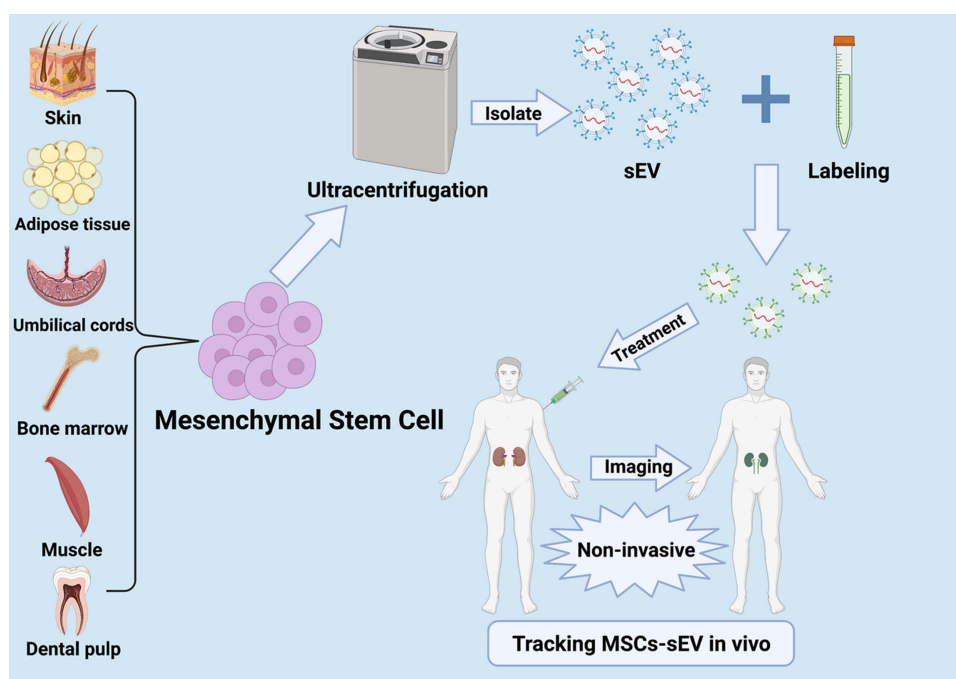 Skin
Adipose tissue
Umbilical cords
Bone marrow
Muscle
Dental pulp
Mesenchymal Stem Cell
Ultracentrifugation
Isolate
sEV
Labeling
Treatment
Imaging
Non-invasive
Tracking MSCs-sEV in vivo